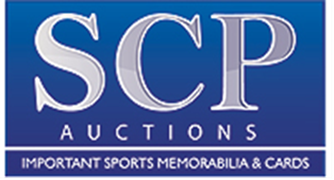 SCP
AUCTIONS
IMPORTANT SPORTS MEMORABILIA & CARDS